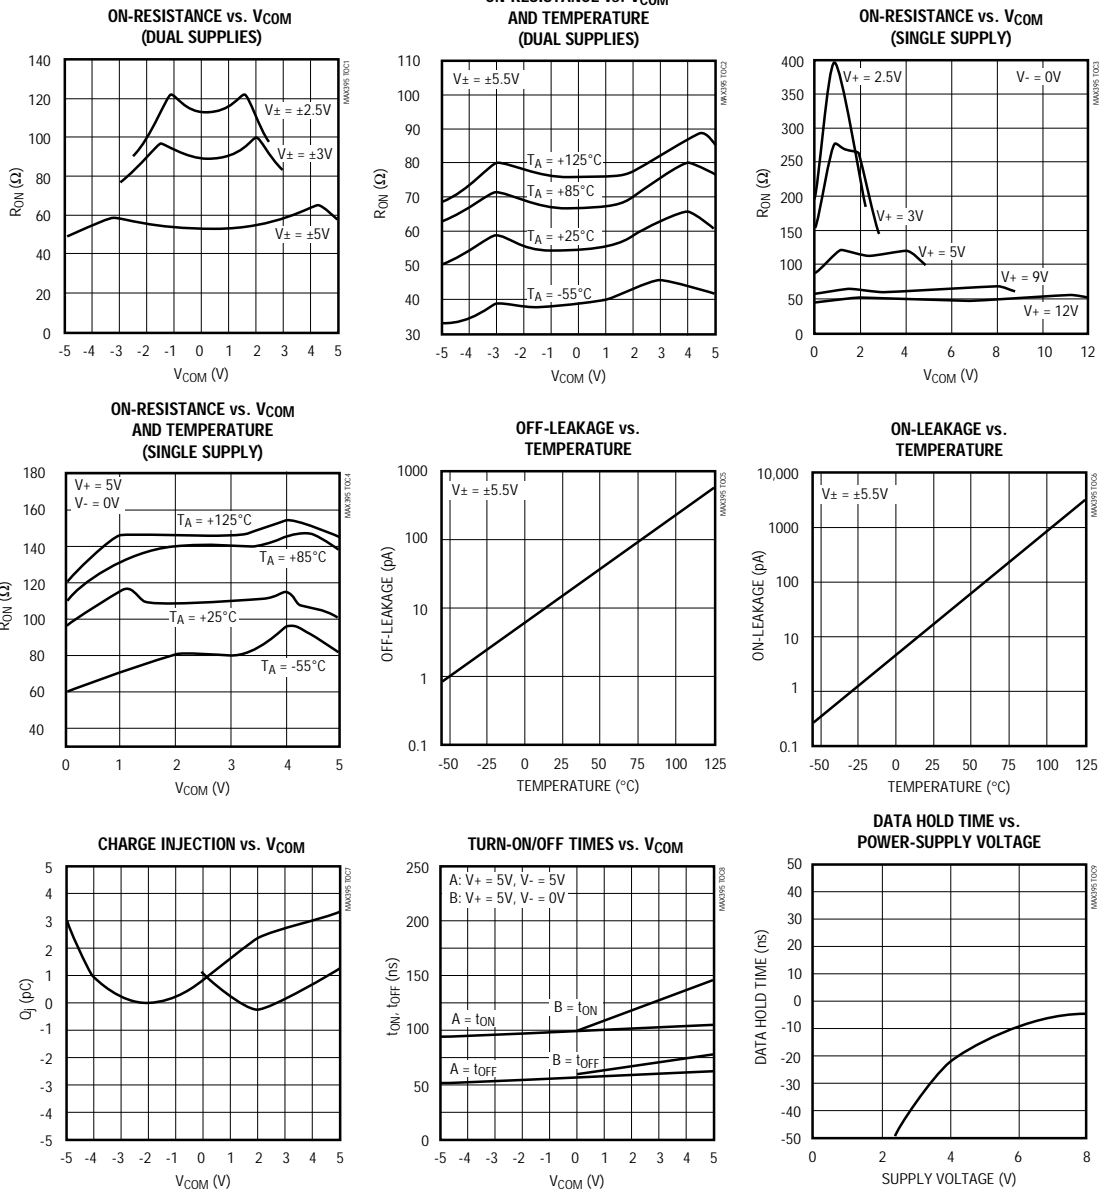 ON-RESISTANCE vs. VCOM
(DUAL SUPPLIES)
140
120
100
80
60
40
20
0
RON (Ω)
V± = ±2.5V
V± = ±3V
V± = ±5V
-5 -4 -3 -2 -1 0 1 2 3 4 5
VCOM (V)
MAX395 TOC1
ON-RESISTANCE vs. VCOM
AND TEMPERATURE
(DUAL SUPPLIES)
110
100
90
80
70
60
50
40
30
RON (Ω)
V± = ±5.5V
TA = +125°C
TA = +85°C
TA = +25°C
TA = -55°C
-5 -4 -3 -2 -1 0 1 2 3 4 5
VCOM (V)
MAX395 TOC2
ON-RESISTANCE vs. VCOM
(SINGLE SUPPLY)
400
350
300
250
200
150
100
50
0
RON (Ω)
V+ = 2.5V
V- = 0V
V+ = 3V
V+ = 5V
V+ = 9V
V+ = 12V
0 2 4 6 8 10 12
VCOM (V)
MAX395 TOC3
ON-RESISTANCE vs. VCOM
AND TEMPERATURE
(SINGLE SUPPLY)
180
160
140
120
100
80
60
40
RON (Ω)
V+ = 5V
V- = 0V
TA = +125°C
TA = +85°C
TA = +25°C
TA = -55°C
0 1 2 3 4 5
VCOM (V)
MAX395 TOC4
OFF-LEAKAGE vs.
TEMPERATURE
1000
100
10
1
0.1
OFF-LEAKAGE (pA)
V± = ±5.5V
-50 -25 0 25 50 75 100 125
TEMPERATURE (°C)
MAX395 TOC5
ON-LEAKAGE vs.
TEMPERATURE
10,000
1000
100
10
1
0.1
ON-LEAKAGE (pA)
V± = ±5.5V
-50 -25 0 25 50 75 100 125
TEMPERATURE (°C)
MAX395 TOC6
CHARGE INJECTION vs. VCOM
5
4
3
2
1
0
-1
-2
-3
-4
-5
Qj (pC)
-5 -4 -3 -2 -1 0 1 2 3 4 5
VCOM (V)
MAX395 TOC7
TURN-ON/OFF TIMES vs. VCOM
250
200
150
100
50
0
tON, tOFF (ns)
A: V+ = 5V, V- = 5V
B: V+ = 5V, V- = 0V
A = tON
B = tON
A = tOFF
B = tOFF
-5 -4 -3 -2 -1 0 1 2 3 4 5
VCOM (V)
MAX395 TOC8
DATA HOLD TIME vs.
POWER-SUPPLY VOLTAGE
50
40
30
20
10
0
-10
-20
-30
-40
-50
DATA HOLD TIME (ns)
0 2 4 6 8
SUPPLY VOLTAGE (V)
MAX395 TOC9